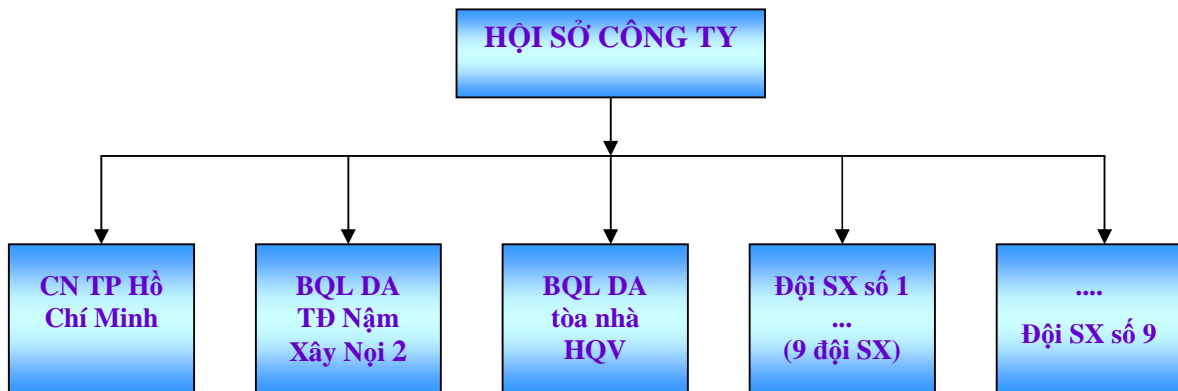 HỘI SỞ CÔNG TY
CN TP Hồ
Chí Minh
BQL DA
TĐ Nậm
Xây Nọi 2
BQL DA
tòa nhà
HQV
Đội SX số 1
...
(9 đội SX)
....
Đội SX số 9